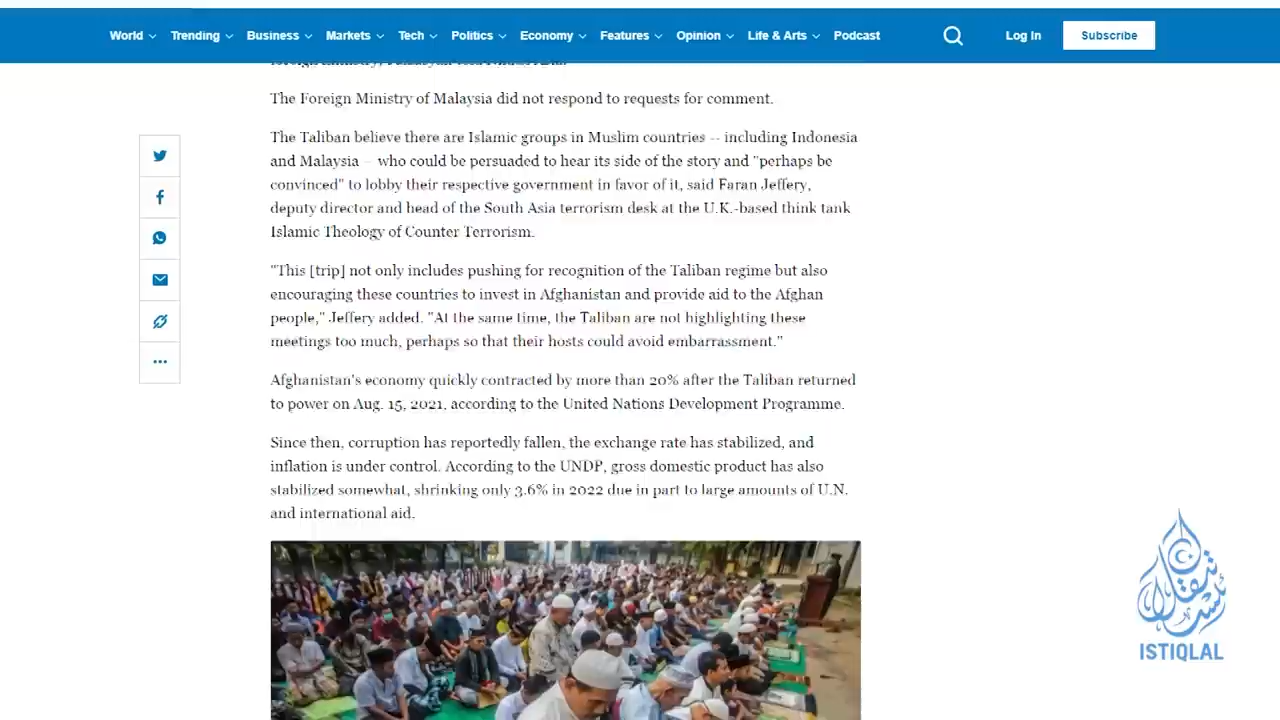 World Trending Business Markets Tech Politics Economy Features Opinion Life & Arts Podcast Log In Subscribe
The Foreign Ministry of Malaysia did not respond to requests for comment.
The Taliban believe there are Islamic groups in Muslim countries -- including Indonesia
and Malaysia -- who could be persuaded to hear its side of the story and "perhaps be
convinced" to lobby their respective government in favor of it, said Faran Jeffery,
deputy director and head of the South Asia terrorism desk at the U.K.-based think tank
Islamic Theology of Counter Terrorism.
"This [trip] not only includes pushing for recognition of the Taliban regime but also
encouraging these countries to invest in Afghanistan and provide aid to the Afghan
people," Jeffery added. "At the same time, the Taliban are not highlighting these
meetings too much, perhaps so that their hosts could avoid embarrassment."
Afghanistan's economy quickly contracted by more than 20% after the Taliban returned
to power on Aug. 15, 2021, according to the United Nations Development Programme.
Since then, corruption has reportedly fallen, the exchange rate has stabilized, and
inflation is under control. According to the UNDP, gross domestic product has also
stabilized somewhat, shrinking only 3.6% in 2022 due in part to large amounts of U.N.
and international aid.
ISTIQLAL